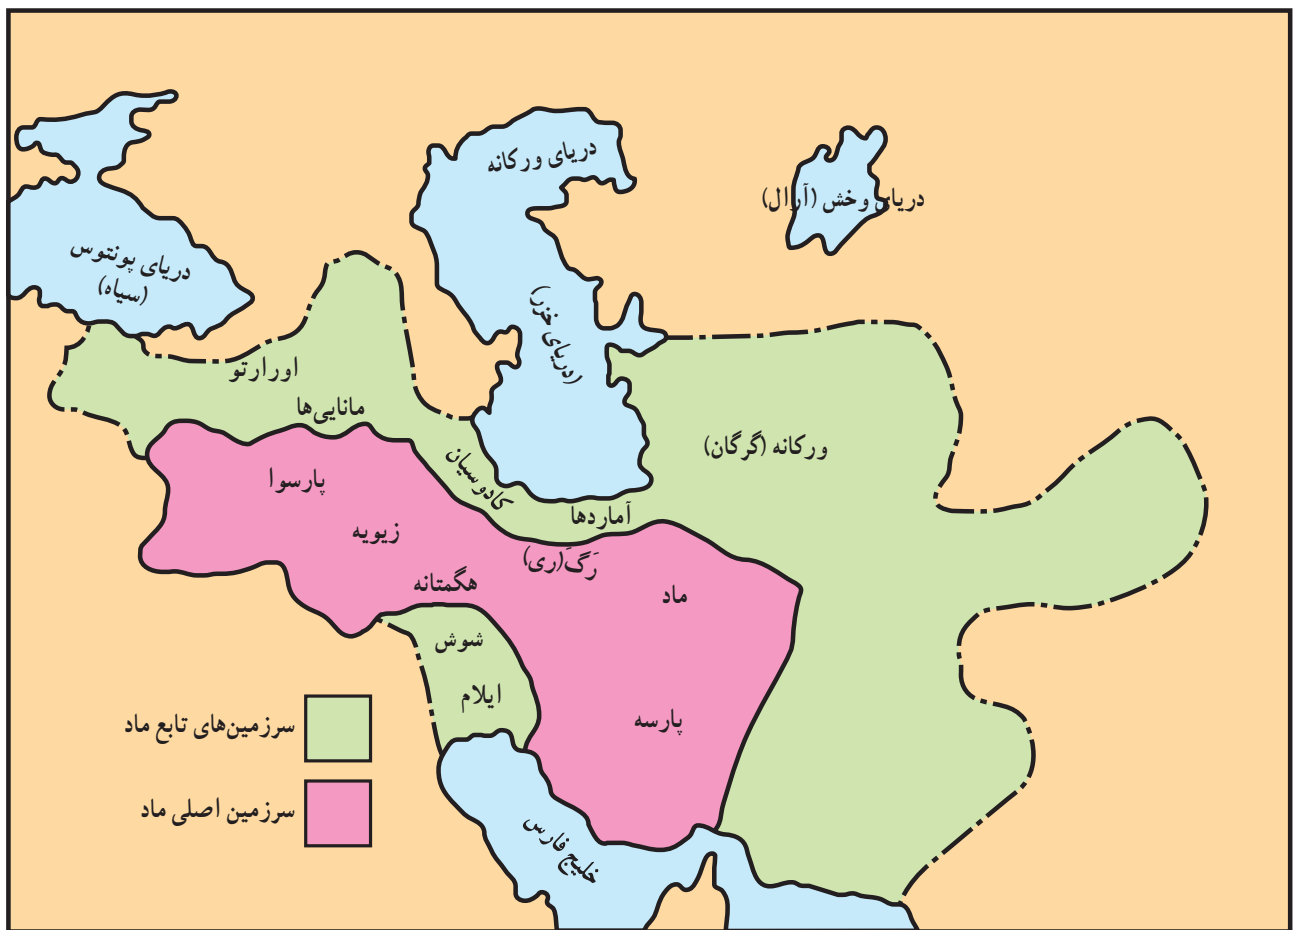 دریای ورکانه
دریای وخش (آرال)
دریای پونتوس
(سیاه)
(دریای خزر)
اورارتو
مانایی‌ها
ورکانه (گرگان)
کادوسیان
پارسوا
آماردها
زیویه
رَگَ (ری)
هگمتانه
ماد
شوش
ایلام
پارسه
سرزمین‌های تابع ماد
سرزمین اصلی ماد
خلیج فارس